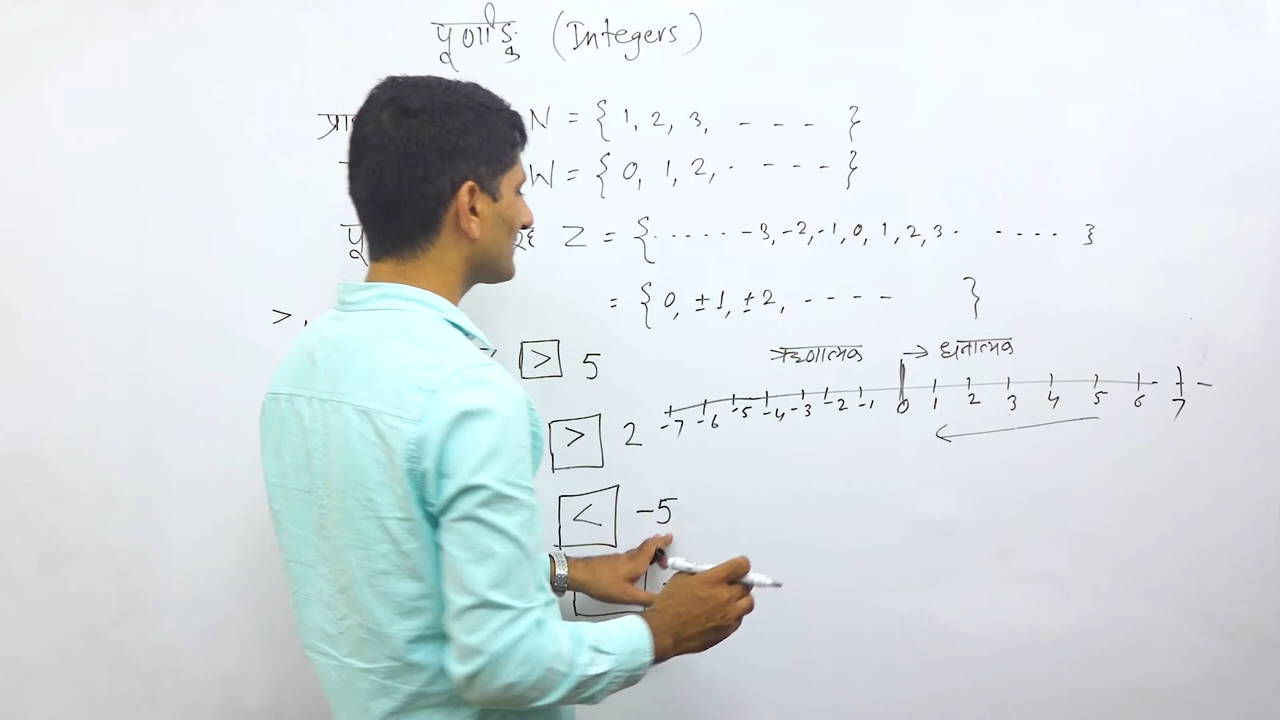 पूर्णाङ्क (Integers)
N = { 1, 2, 3, - - - - }
W = { 0, 1, 2, - - - - - }
Z = { . . . . . -3, -2, -1, 0, 1, 2, 3 . - - - - . }
= { 0, ±1, ±2, - - - - - }
>,
ऋणात्मक → धनात्मक
> 5
-7 -6 -5 -4 -3 -2 -1 0 1 2 3 4 5 6 7
> 2
←
< -5